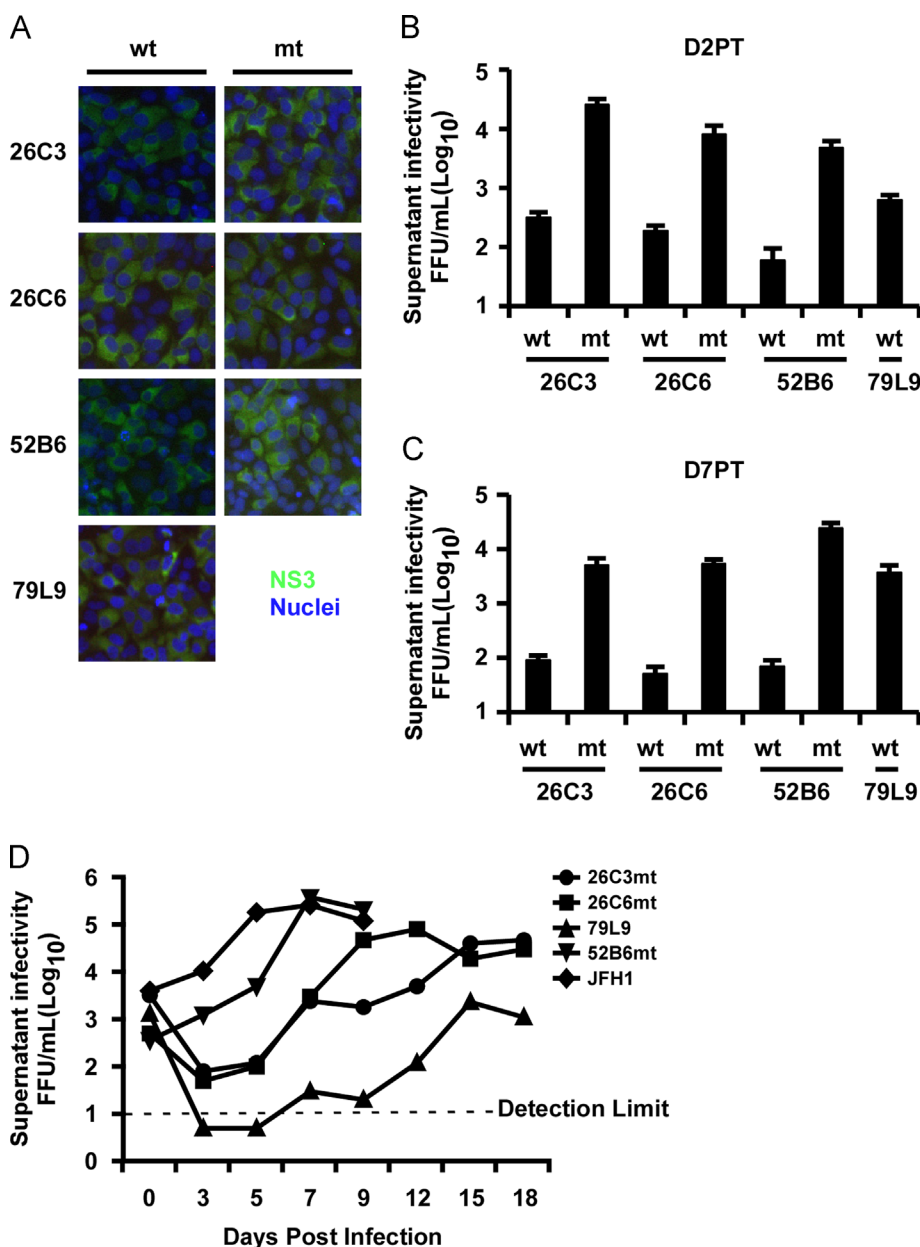 A
wt mt
26C3
26C6
52B6
79L9
NS3
Nuclei
B
D2PT
Supernatant infectivity
FFU/mL(Log10)
5
4
3
2
1
wt mt wt mt wt mt wt
26C3 26C6 52B6 79L9
C
D7PT
Supernatant infectivity
FFU/mL(Log10)
5
4
3
2
1
wt mt wt mt wt mt wt
26C3 26C6 52B6 79L9
D
Supernatant infectivity
FFU/mL(Log10)
6
5
4
3
2
1
0
26C3mt
26C6mt
79L9
52B6mt
JFH1
Detection Limit
0 3 5 7 9 12 15 18
Days Post Infection